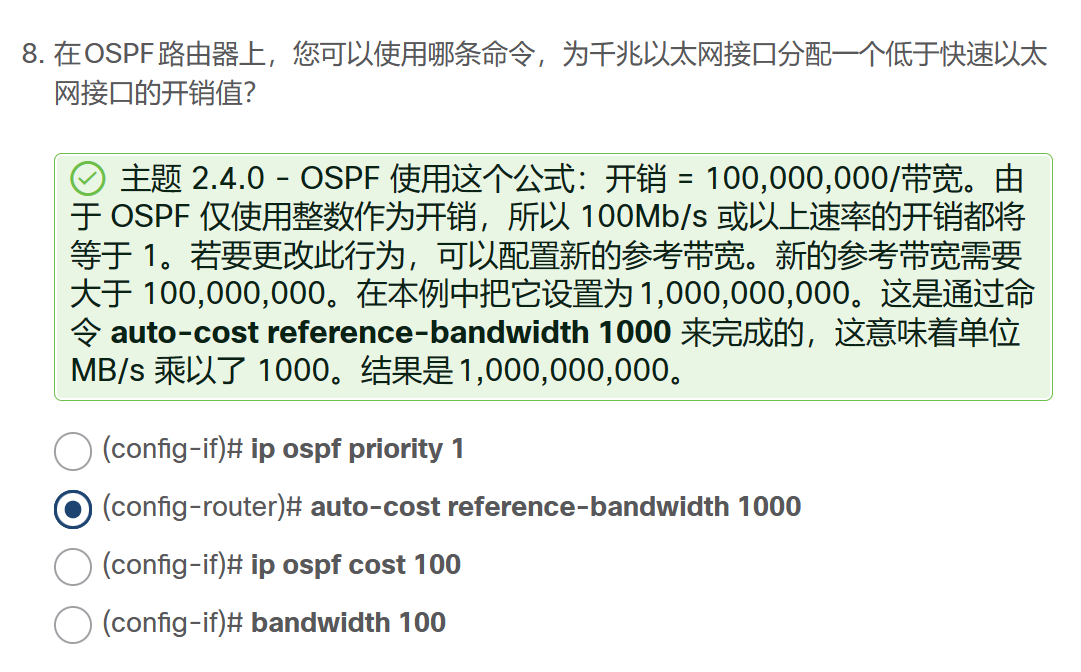 8. 在OSPF路由器上，您可以使用哪条命令，为千兆以太网接口分配一个低于快速以太
网接口的开销值？
主题 2.4.0 - OSPF 使用这个公式：开销 = 100,000,000/带宽。由
于 OSPF 仅使用整数作为开销，所以 100Mb/s 或以上速率的开销都将
等于 1。若要更改此行为，可以配置新的参考带宽。新的参考带宽需要
大于 100,000,000。在本例中把它设置为1,000,000,000。这是通过命
令 auto-cost reference-bandwidth 1000 来完成的，这意味着单位
MB/s 乘以了 1000。结果是1,000,000,000。
(config-if)# ip ospf priority 1
(config-router)# auto-cost reference-bandwidth 1000
(config-if)# ip ospf cost 100
(config-if)# bandwidth 100